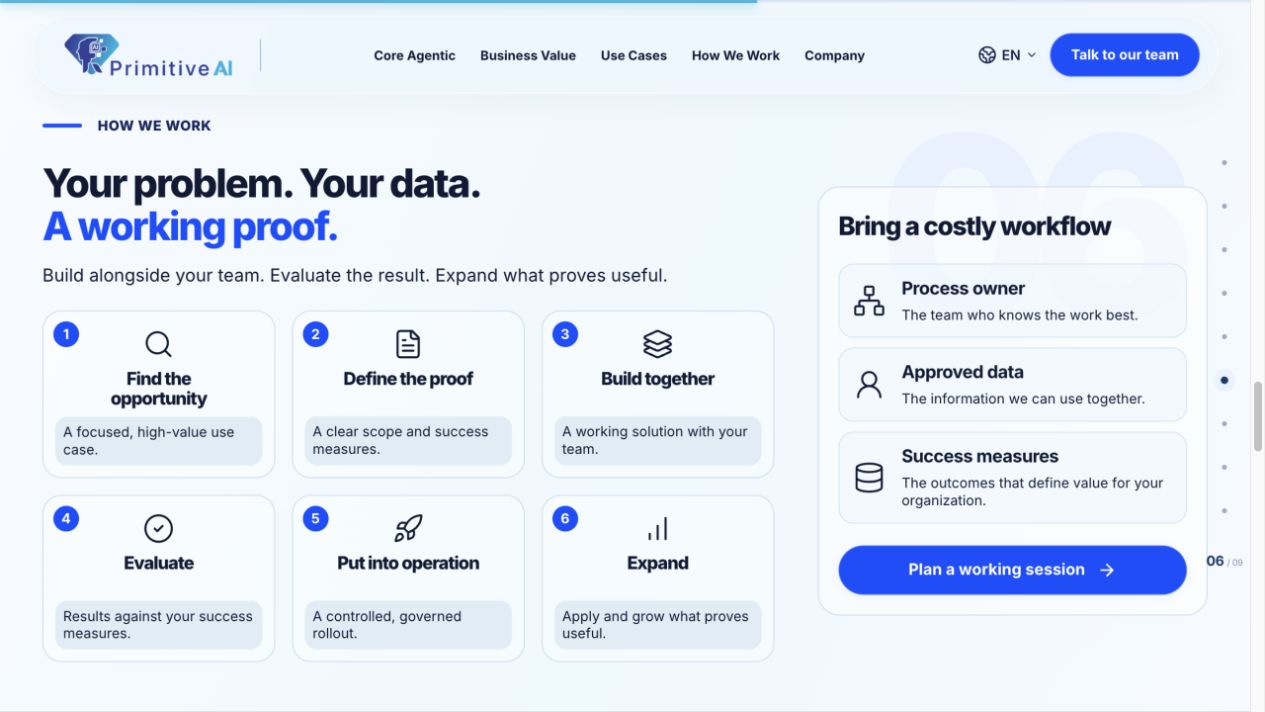 AI
Primitive AI
Core Agentic
Business Value
Use Cases
How We Work
Company
EN
Talk to our team
HOW WE WORK
Your problem. Your data.
A working proof.
Build alongside your team. Evaluate the result. Expand what proves useful.
1
Find the
opportunity
A focused, high-value use
case.
2
Define the proof
A clear scope and success
measures.
3
Build together
A working solution with your
team.
4
Evaluate
Results against your success
measures.
5
Put into operation
A controlled, governed
rollout.
6
Expand
Apply and grow what proves
useful.
06
Bring a costly workflow
Process owner
The team who knows the work best.
Approved data
The information we can use together.
Success measures
The outcomes that define value for your
organization.
Plan a working session
06 / 09